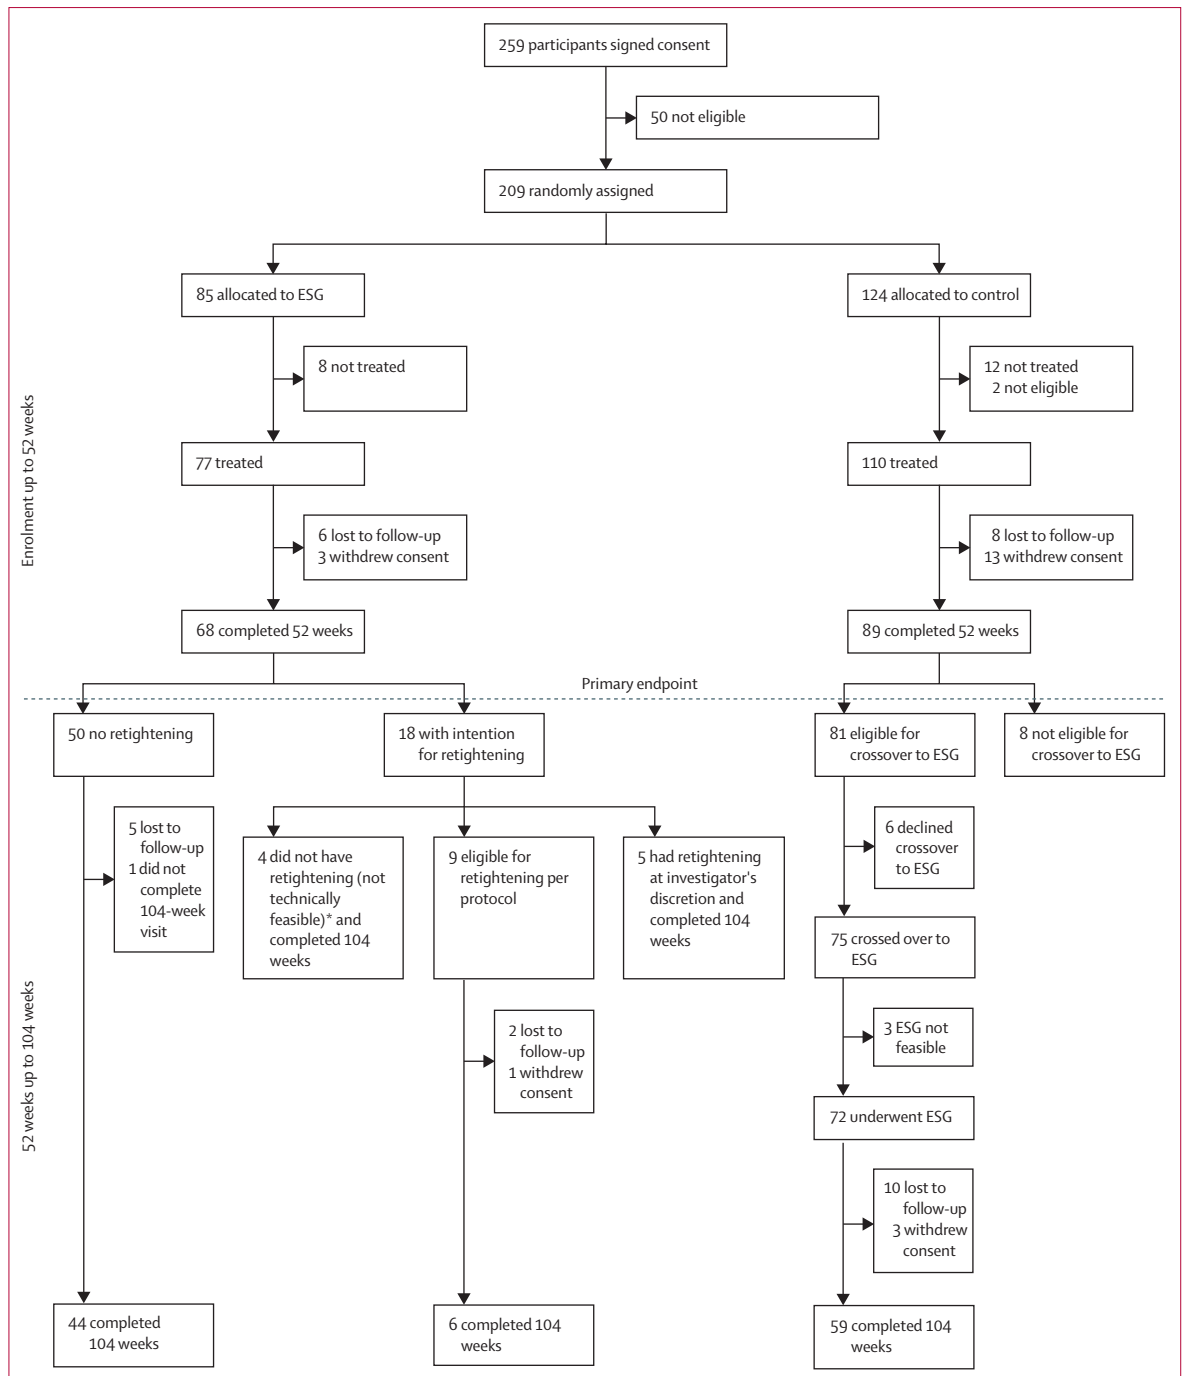 259 participants signed consent
50 not eligible
209 randomly assigned
85 allocated to ESG
124 allocated to control
8 not treated
12 not treated
2 not eligible
77 treated
110 treated
6 lost to follow-up
3 withdrew consent
8 lost to follow-up
13 withdrew consent
68 completed 52 weeks
89 completed 52 weeks
Enrolment up to 52 weeks
Primary endpoint
50 no retightening
18 with intention
for retightening
81 eligible for
crossover to ESG
8 not eligible for
crossover to ESG
5 lost to
follow-up
1 did not
complete
104-week
visit
4 did not have
retightening (not
technically
feasible)* and
completed 104
weeks
9 eligible for
retightening per
protocol
5 had retightening
at investigator's
discretion and
completed 104
weeks
6 declined
crossover
to ESG
75 crossed over to
ESG
2 lost to
follow-up
1 withdrew
consent
3 ESG not
feasible
72 underwent ESG
10 lost to
follow-up
3 withdrew
consent
52 weeks up to 104 weeks
44 completed
104 weeks
6 completed 104
weeks
59 completed 104
weeks